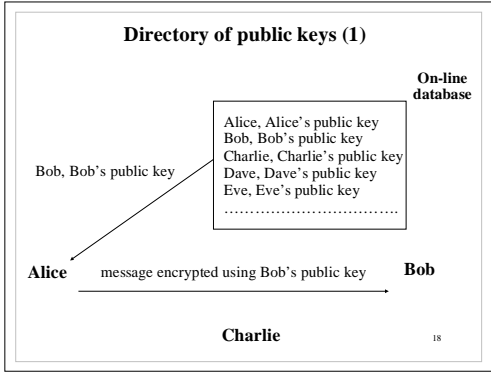 Directory of public keys (1)
On-line
database
Alice, Alice's public key
Bob, Bob's public key
Charlie, Charlie's public key
Dave, Dave's public key
Eve, Eve's public key
……………………………….
Bob, Bob's public key
Alice
message encrypted using Bob's public key
Bob
Charlie
18